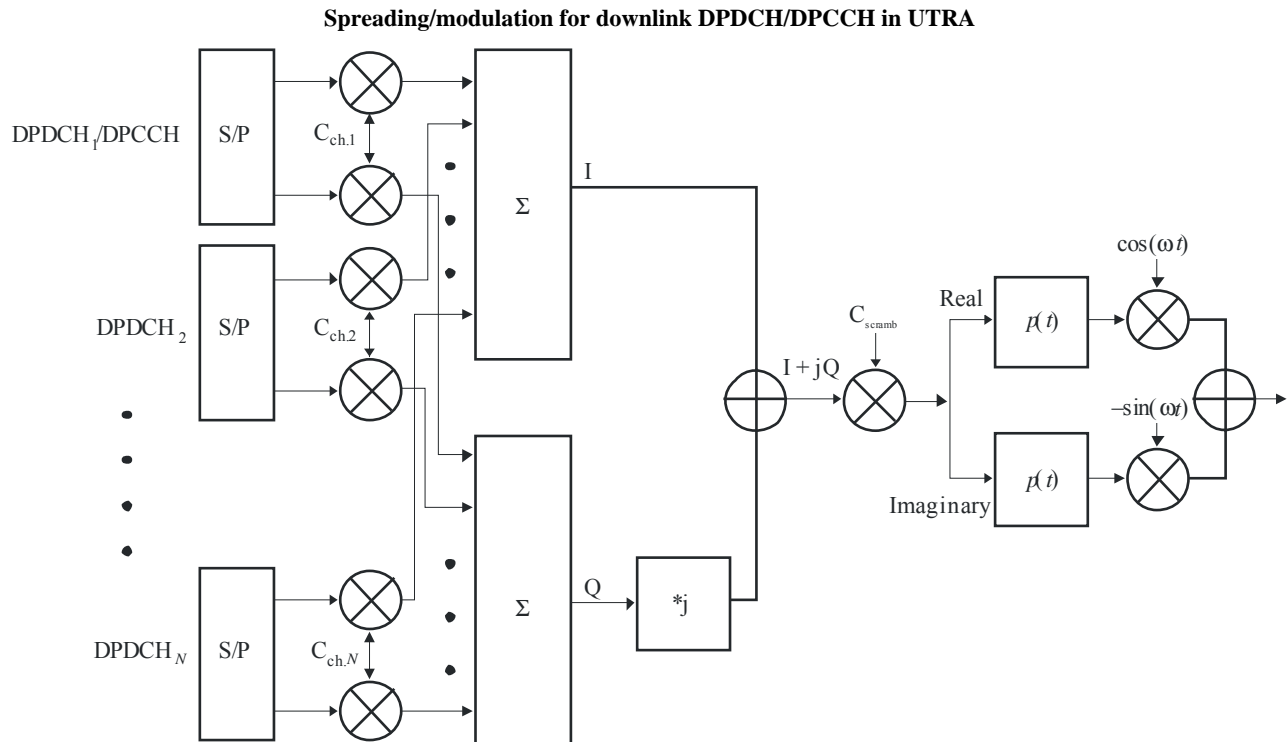 Spreading/modulation for downlink DPDCH/DPCCH in UTRA
DPDCH1/DPCCH
S/P
Cch.1
Σ
I
DPDCH2
S/P
Cch.2
cos(ωt)
Real
p(t)
Cscramb
I + jQ
–sin(ωt)
Imaginary
p(t)
Q
*j
Σ
DPDCHN
S/P
Cch.N